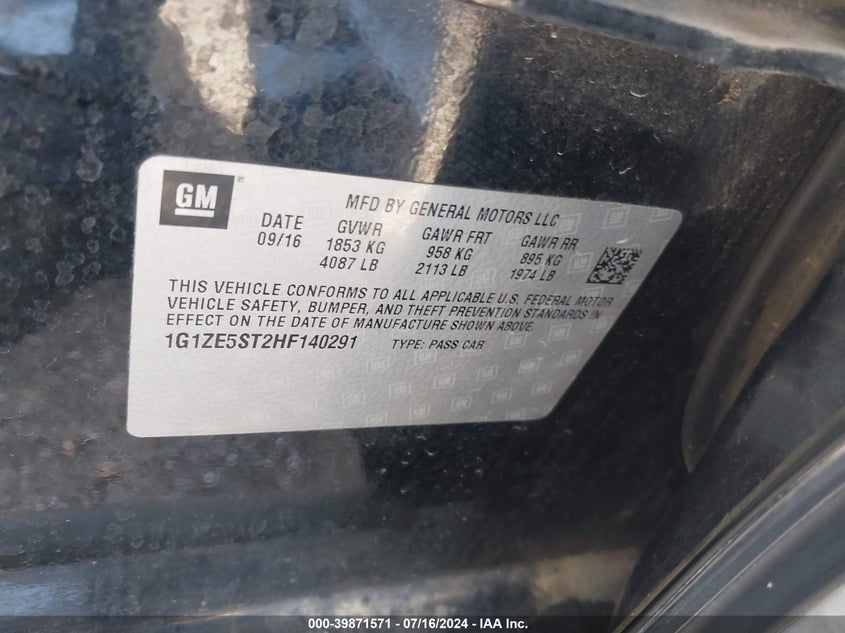 GM
MFD BY GENERAL MOTORS LLC
DATE GVWR GAWR FRT GAWR RR
09/16 1853 KG 958 KG 895 KG
4087 LB 2113 LB 1974 LB
THIS VEHICLE CONFORMS TO ALL APPLICABLE U.S. FEDERAL MOTOR
VEHICLE SAFETY, BUMPER, AND THEFT PREVENTION STANDARDS IN
EFFECT ON THE DATE OF MANUFACTURE SHOWN ABOVE.
1G1ZE5ST2HF140291 TYPE: PASS CAR
000-39871571 - 07/16/2024 - IAA Inc.